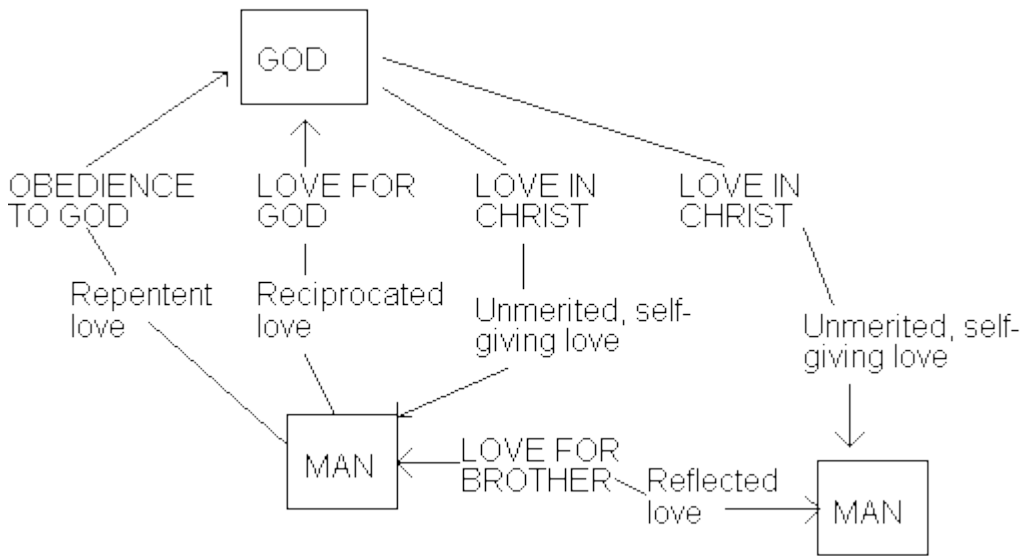 GOD
OBEDIENCE
TO GOD
LOVE FOR
GOD
LOVE IN
CHRIST
LOVE IN
CHRIST
Repentent
love
Reciprocated
love
Unmerited, self-
giving love
Unmerited, self-
giving love
MAN
LOVE FOR
BROTHER
Reflected
love
MAN